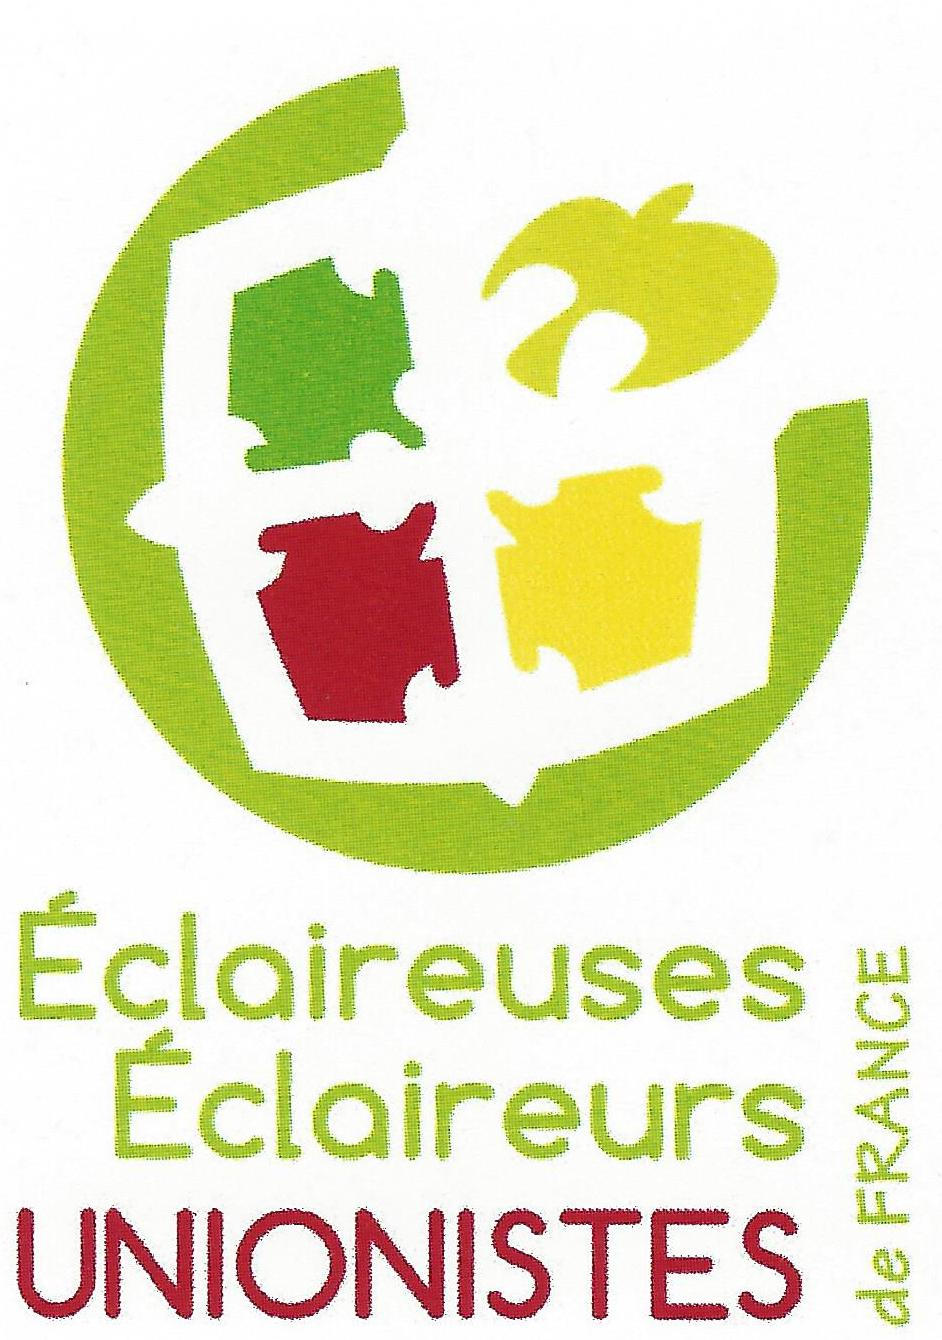 Éclaireuses
Éclaireurs
UNIONISTES
de FRANCE